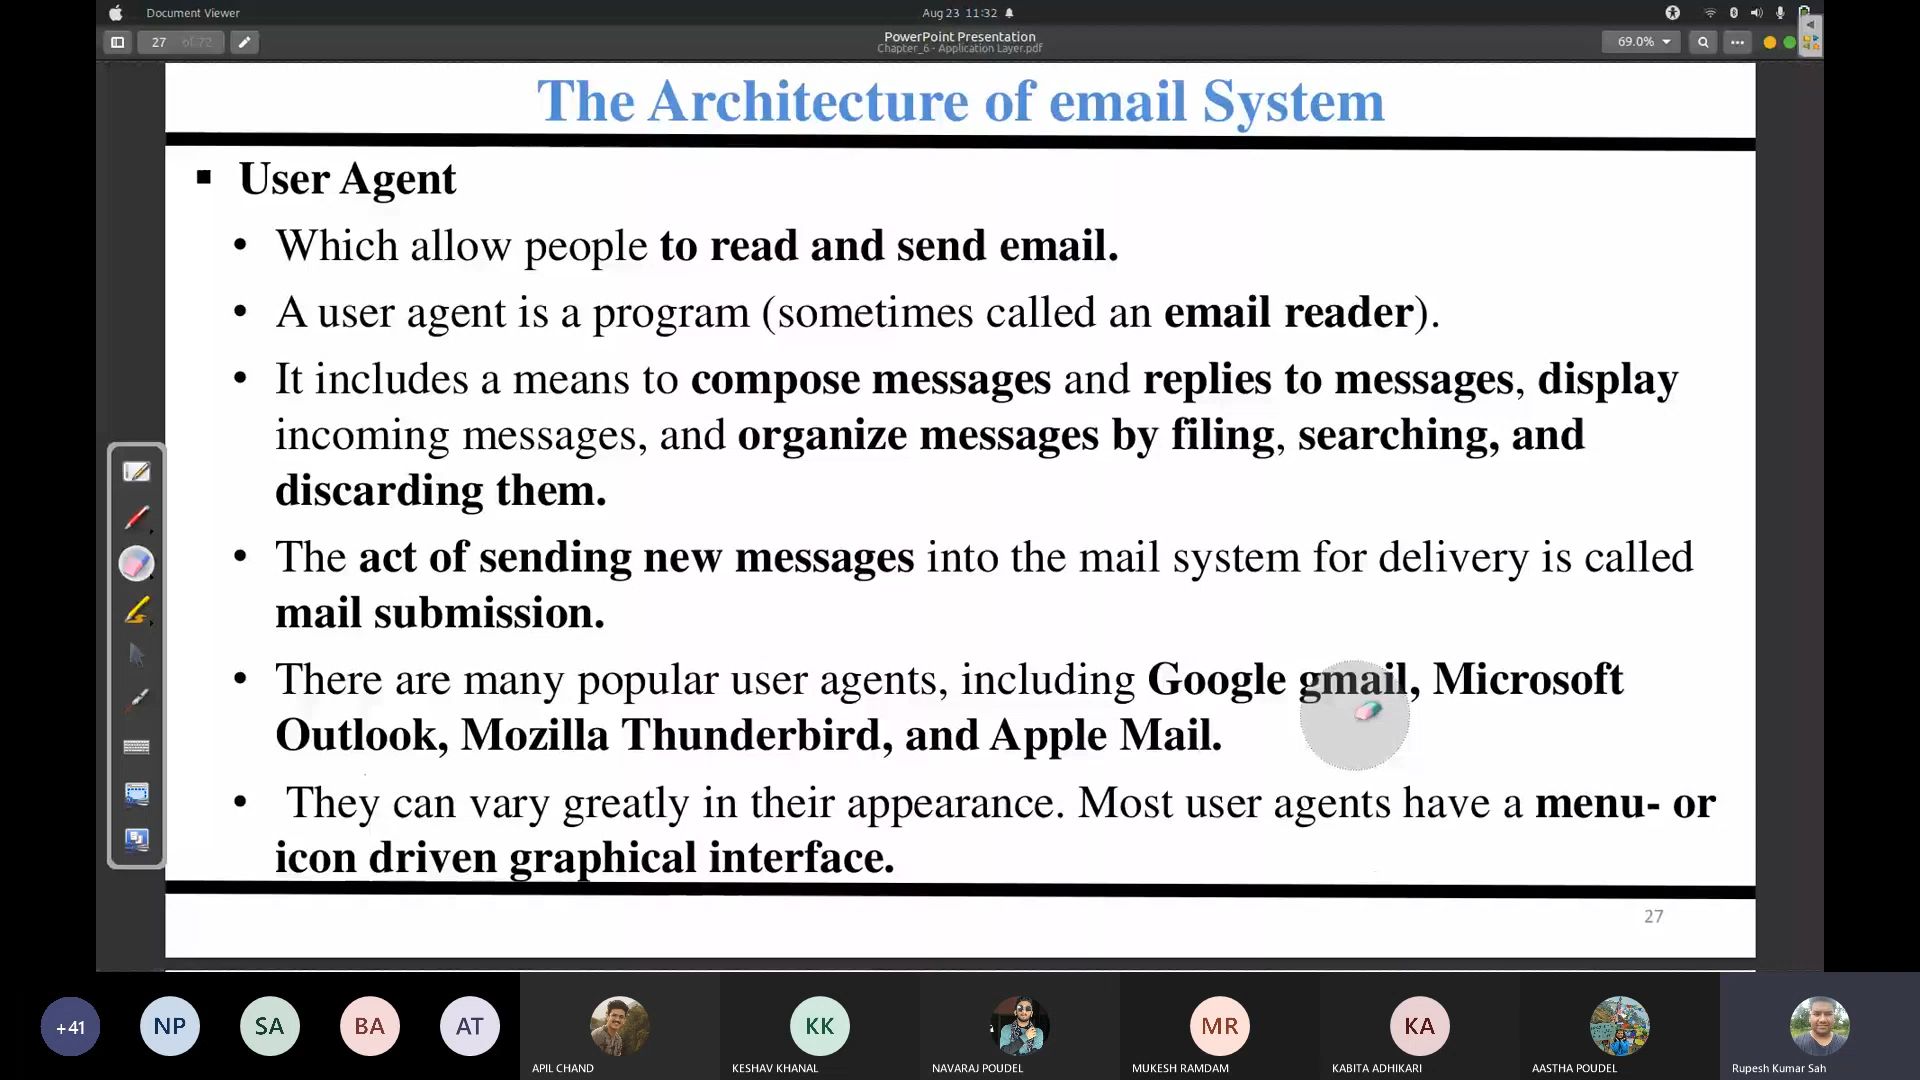 Document Viewer
Aug 23 11:32
27 of 72
PowerPoint Presentation
Chapter_6 - Application Layer.pdf
69.0%
The Architecture of email System
▪ User Agent
• Which allow people to read and send email.
• A user agent is a program (sometimes called an email reader).
• It includes a means to compose messages and replies to messages, display
incoming messages, and organize messages by filing, searching, and
discarding them.
• The act of sending new messages into the mail system for delivery is called
mail submission.
• There are many popular user agents, including Google gmail, Microsoft
Outlook, Mozilla Thunderbird, and Apple Mail.
• They can vary greatly in their appearance. Most user agents have a menu- or
icon driven graphical interface.
27
+41
NP
SA
BA
AT
KK
MR
KA
APIL CHAND
KESHAV KHANAL
NAVARAJ POUDEL
MUKESH RAMDAM
KABITA ADHIKARI
AASTHA POUDEL
Rupesh Kumar Sah